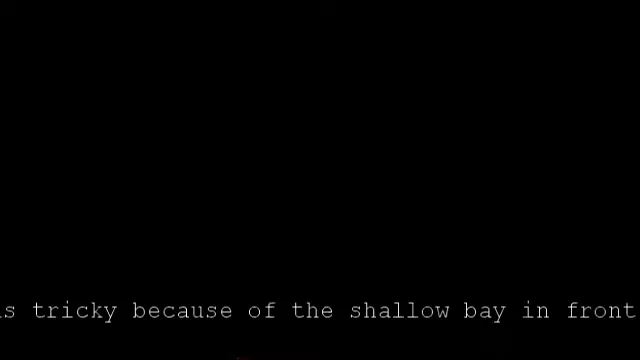 s tricky because of the shallow bay in front